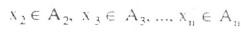 x₂ ∈ A₂, x₃ ∈ A₃, ..., xₙ ∈ Aₙ